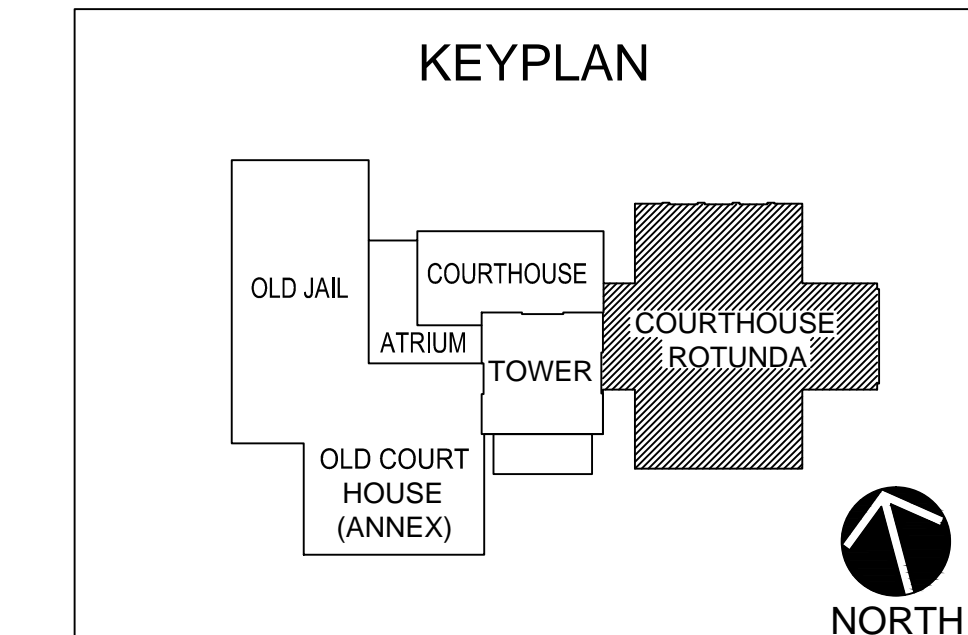 KEYPLAN
OLD JAIL
COURTHOUSE
ATRIUM
TOWER
COURTHOUSE
ROTUNDA
OLD COURT
HOUSE
(ANNEX)
NORTH